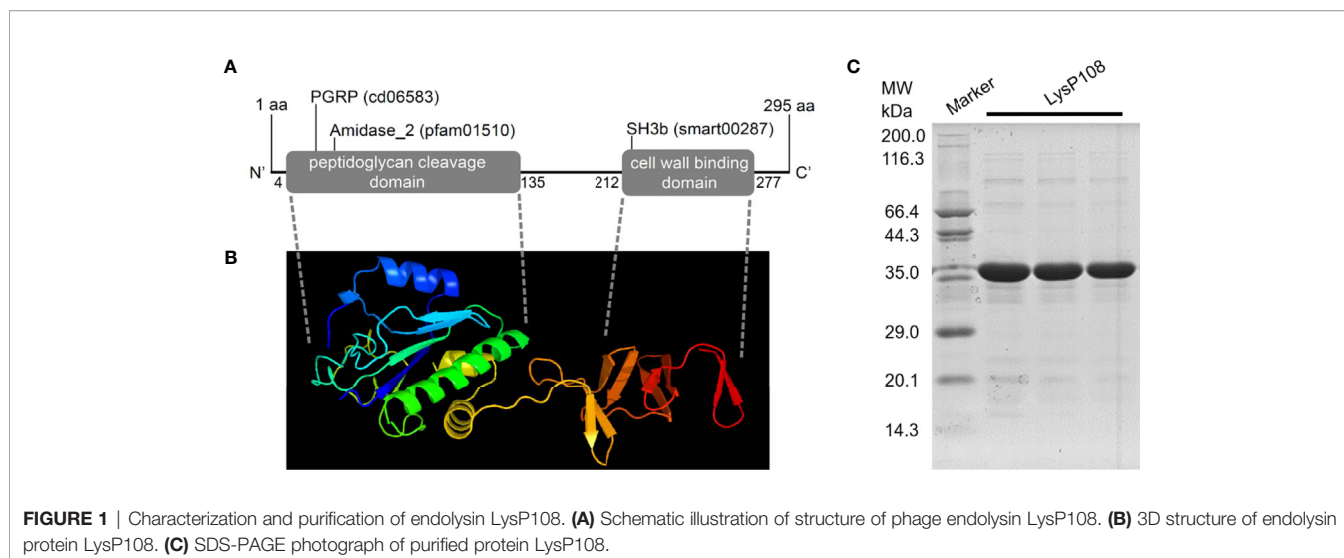 A
1 aa
PGRP (cd06583)
Amidase_2 (pfam01510)
SH3b (smart00287)
295 aa
N'
4
peptidoglycan cleavage
domain
135
212
cell wall binding
domain
277
C'
B
C
MW
kDa
Marker
LysP108
200.0
116.3
66.4
44.3
35.0
29.0
20.1
14.3
FIGURE 1 | Characterization and purification of endolysin LysP108. (A) Schematic illustration of structure of phage endolysin LysP108. (B) 3D structure of endolysin
protein LysP108. (C) SDS-PAGE photograph of purified protein LysP108.